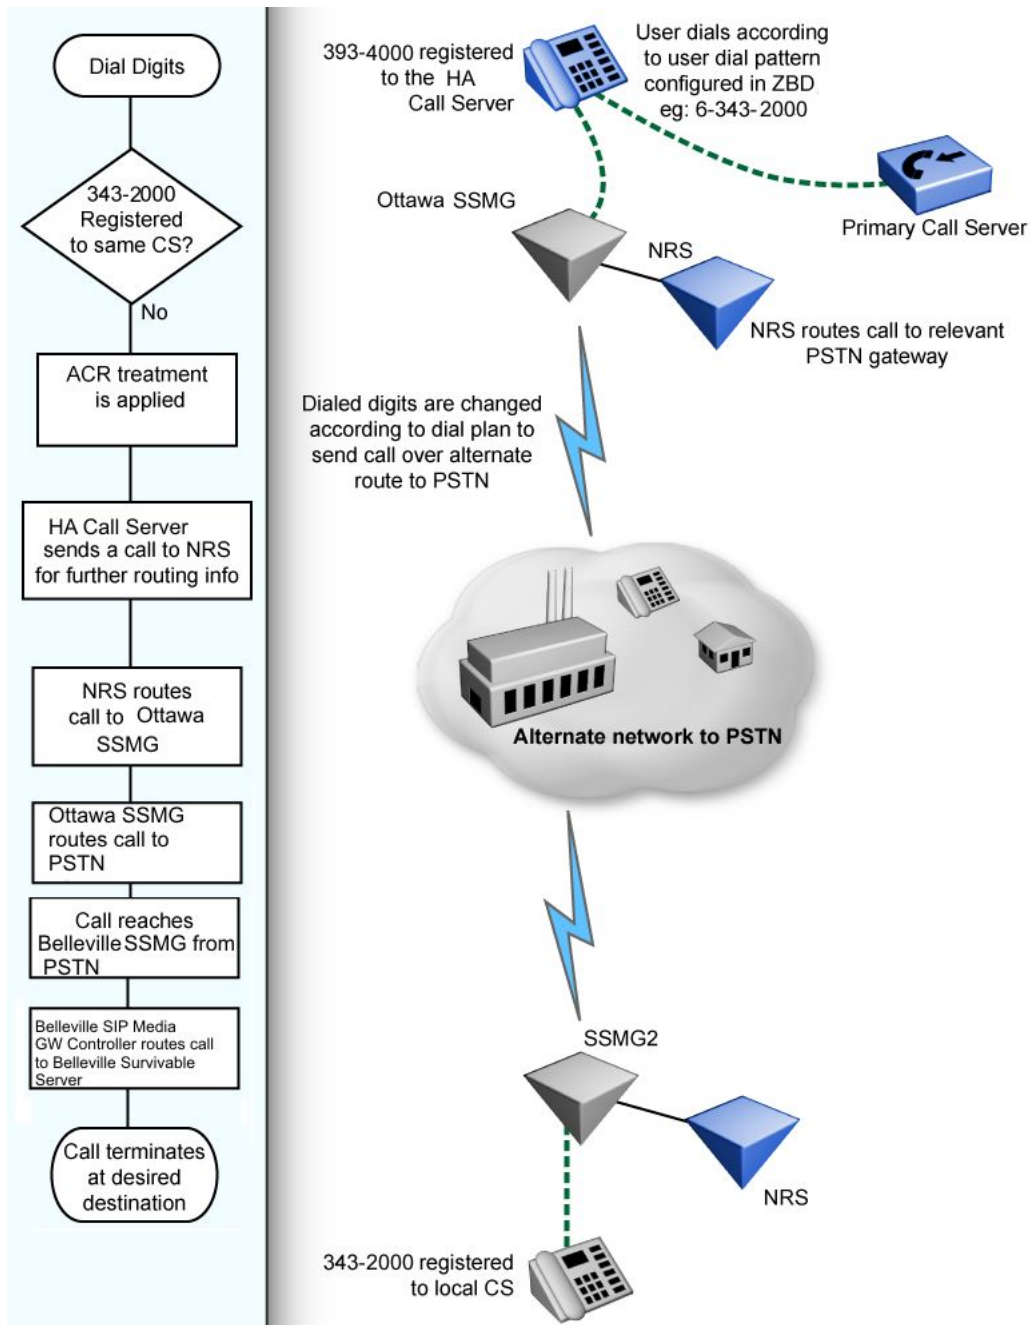 Dial Digits
343-2000
Registered
to same CS?
No
ACR treatment
is applied
HA Call Server
sends a call to NRS
for further routing info
NRS routes
call to Ottawa
SSMG
Ottawa SSMG
routes call to
PSTN
Call reaches
Belleville SSMG from
PSTN
Belleville SIP Media
GW Controller routes call
to Belleville Survivable
Server
Call terminates
at desired
destination
393-4000 registered
to the HA
Call Server
User dials according
to user dial pattern
configured in ZBD
eg: 6-343-2000
Primary Call Server
Ottawa SSMG
NRS
NRS routes call to relevant
PSTN gateway
Dialed digits are changed
according to dial plan to
send call over alternate
route to PSTN
Alternate network to PSTN
SSMG2
NRS
343-2000 registered
to local CS